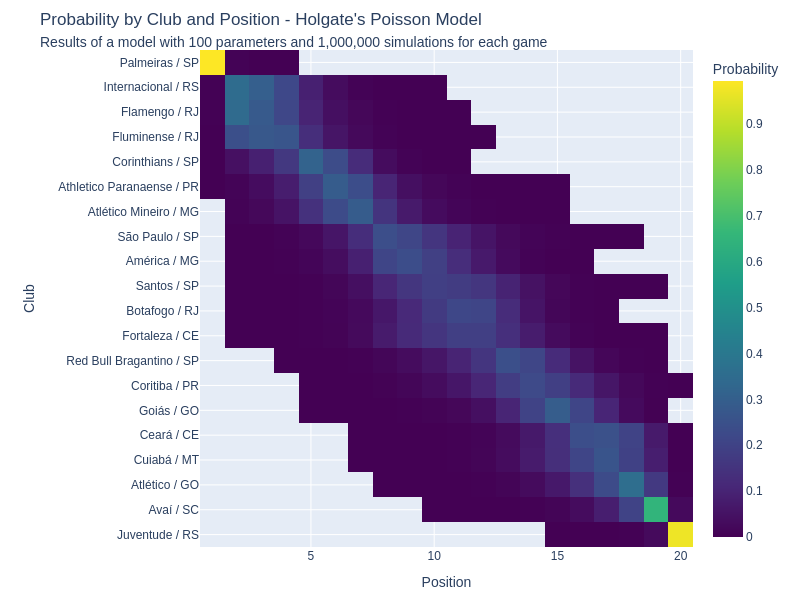 Probability by Club and Position - Holgate's Poisson Model
Results of a model with 100 parameters and 1,000,000 simulations for each game
Probability
Club
Palmeiras / SP
Internacional / RS
Flamengo / RJ
Fluminense / RJ
Corinthians / SP
Athletico Paranaense / PR
Atlético Mineiro / MG
São Paulo / SP
América / MG
Santos / SP
Botafogo / RJ
Fortaleza / CE
Red Bull Bragantino / SP
Coritiba / PR
Goiás / GO
Ceará / CE
Cuiabá / MT
Atlético / GO
Avaí / SC
Juventude / RS
0.9
0.8
0.7
0.6
0.5
0.4
0.3
0.2
0.1
0
5
10
15
20
Position